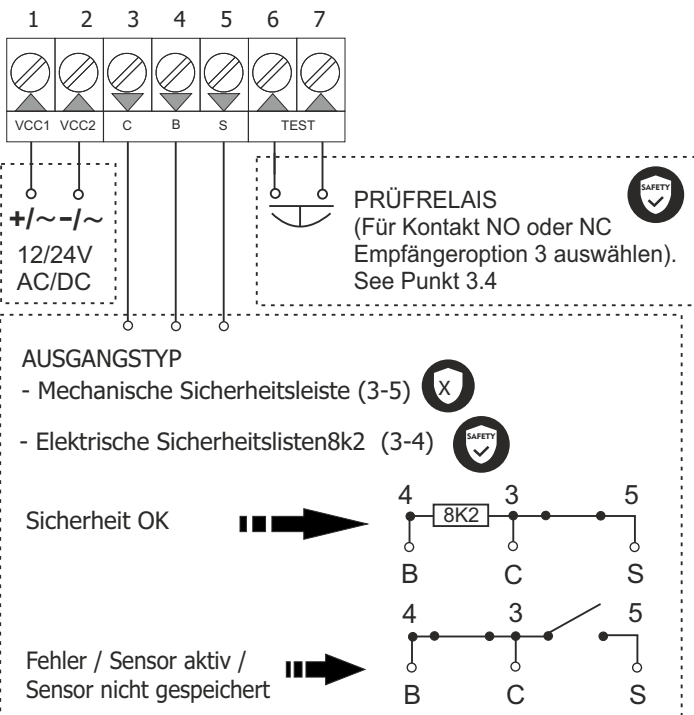 1 2 3 4 5 6 7
VCC1 VCC2 C B S TEST
+/~ -/~
12/24V
AC/DC
PRÜFRELAIS
(Für Kontakt NO oder NC
Empfängeroption 3 auswählen).
See Punkt 3.4
SAFETY
AUSGANGSTYP
- Mechanische Sicherheitsleiste (3-5) X
- Elektrische Sicherheitslisten8k2 (3-4) SAFETY
Sicherheit OK
4 3 5
8K2
B C S
Fehler / Sensor aktiv /
Sensor nicht gespeichert
4 3 5
B C S